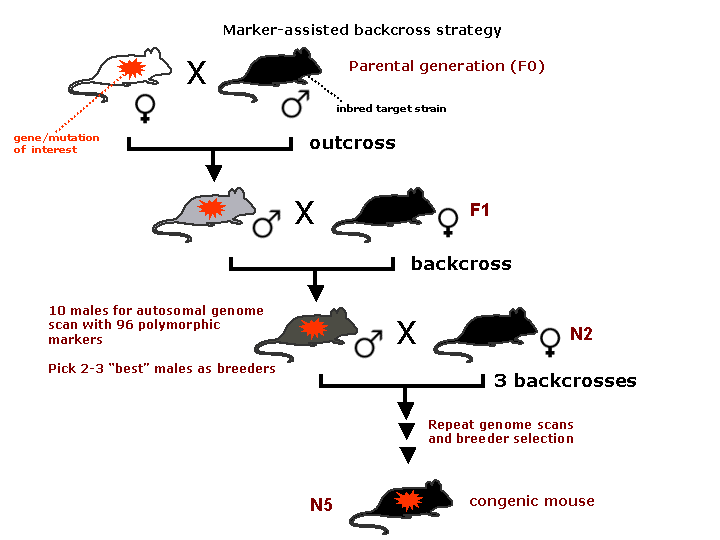 Marker-assisted backcross strategy
X
Parental generation (F0)
inbred target strain
gene/mutation
of interest
outcross
X
F1
backcross
10 males for autosomal genome
scan with 96 polymorphic
markers
Pick 2-3 “best” males as breeders
X
N2
3 backcrosses
Repeat genome scans
and breeder selection
N5
congenic mouse